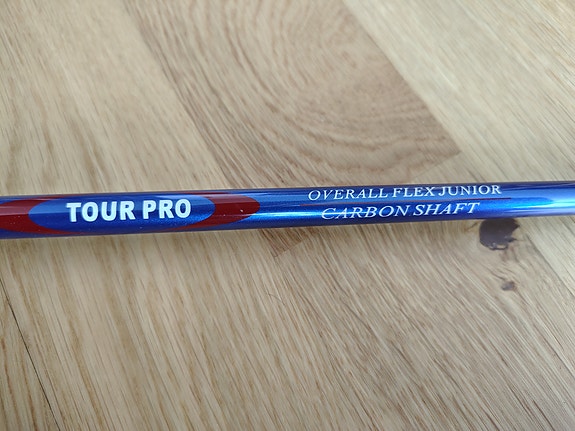 TOUR PRO
OVERALL FLEX JUNIOR
CARBON SHAFT